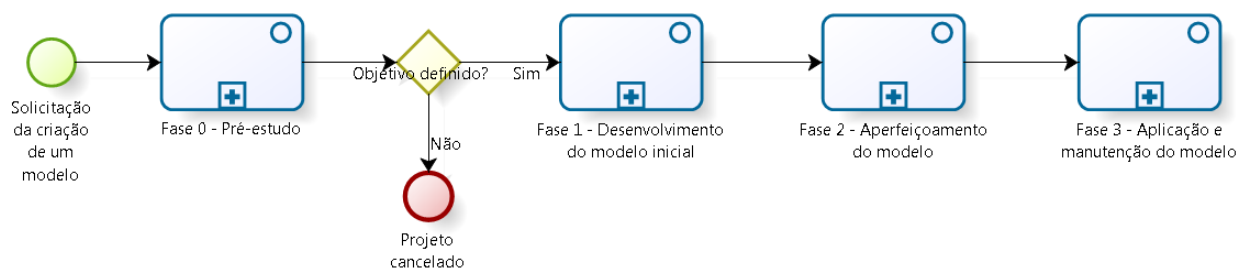 Solicitação
da criação
de um
modelo
Fase 0 - Pré-estudo
Objetivo definido?
Sim
Não
Projeto
cancelado
Fase 1 - Desenvolvimento
do modelo inicial
Fase 2 - Aperfeiçoamento
do modelo
Fase 3 - Aplicação e
manutenção do modelo